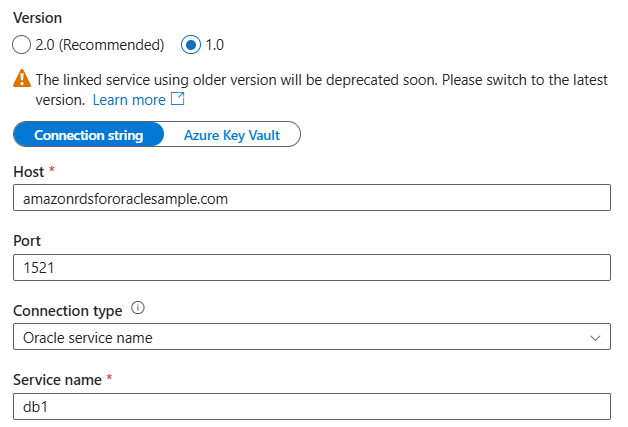 Version
2.0 (Recommended) 1.0
The linked service using older version will be deprecated soon. Please switch to the latest
version. Learn more
Connection string Azure Key Vault
Host *
amazonrdsfororaclesample.com
Port
1521
Connection type
Oracle service name
Service name *
db1